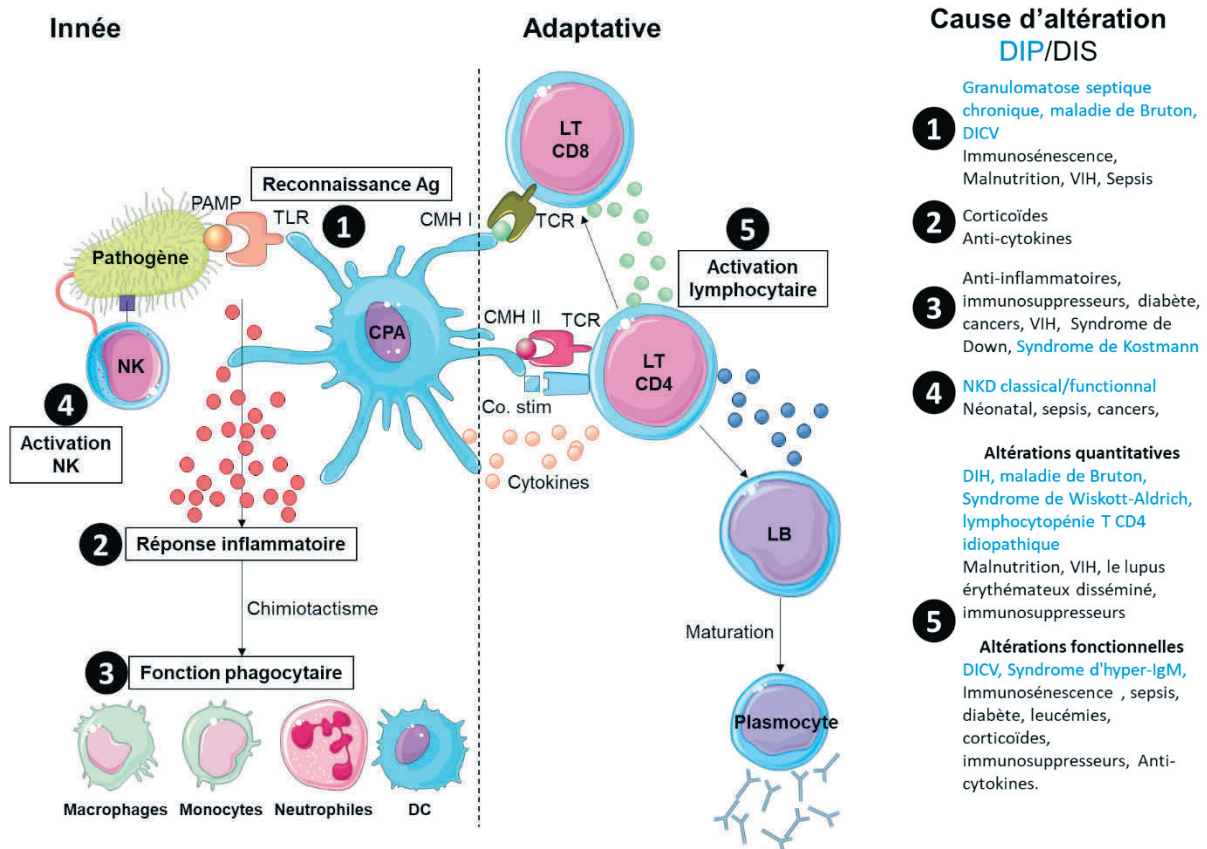 Innée
Adaptative
Cause d'altération
DIP/DIS
Reconnaissance Ag
1
PAMP
TLR
Pathogène
NK
4
Activation
NK
CPA
2
Réponse inflammatoire
Chimiotactisme
3
Fonction phagocytaire
Macrophages
Monocytes
Neutrophiles
DC
LT
CD8
CMH I
TCR
5
Activation
lymphocytaire
CMH II
TCR
LT
CD4
Co. stim
Cytokines
LB
Maturation
Plasmocyte
1
Granulomatose septique
chronique, maladie de Bruton,
DICV
Immunosénescence,
Malnutrition, VIH, Sepsis
2
Corticoïdes
Anti-cytokines
3
Anti-inflammatoires,
immunosuppresseurs, diabète,
cancers, VIH, Syndrome de
Down, Syndrome de Kostmann
4
NKD classical/functionnal
Néonatal, sepsis, cancers,
5
Altérations quantitatives
DIH, maladie de Bruton,
Syndrome de Wiskott-Aldrich,
lymphocytopénie T CD4
idiopathique
Malnutrition, VIH, le lupus
érythémateux disséminé,
immunosuppresseurs
Altérations fonctionnelles
DICV, Syndrome d'hyper-IgM,
Immunosénescence , sepsis,
diabète, leucémies,
corticoïdes,
immunosuppresseurs, Anti-
cytokines.